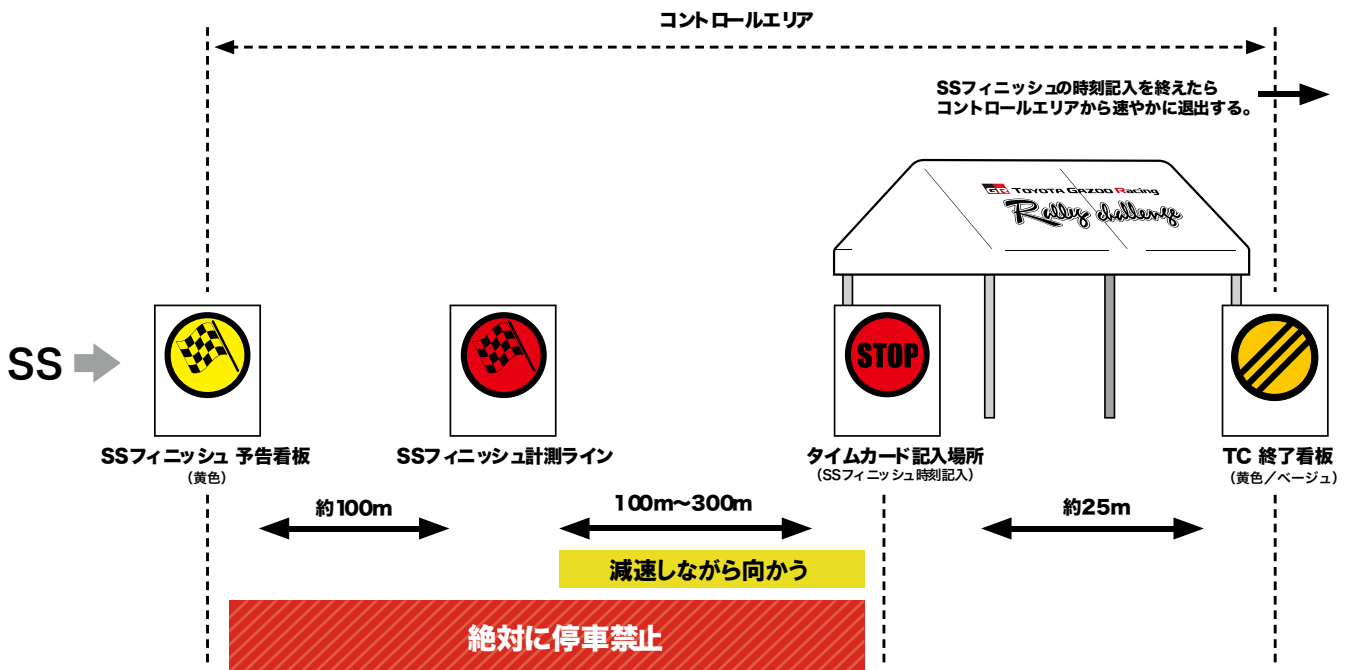 コントロールエリア
SSフィニッシュの時刻記入を終えたら
コントロールエリアから速やかに退出する。
GR TOYOTA GAZOO Racing
Rally challenge
SS
STOP
SSフィニッシュ 予告看板
（黄色）
SSフィニッシュ計測ライン
タイムカード記入場所
（SSフィニッシュ時刻記入）
TC 終了看板
（黄色／ベージュ）
約100m
100m〜300m
約25m
減速しながら向かう
絶対に停車禁止